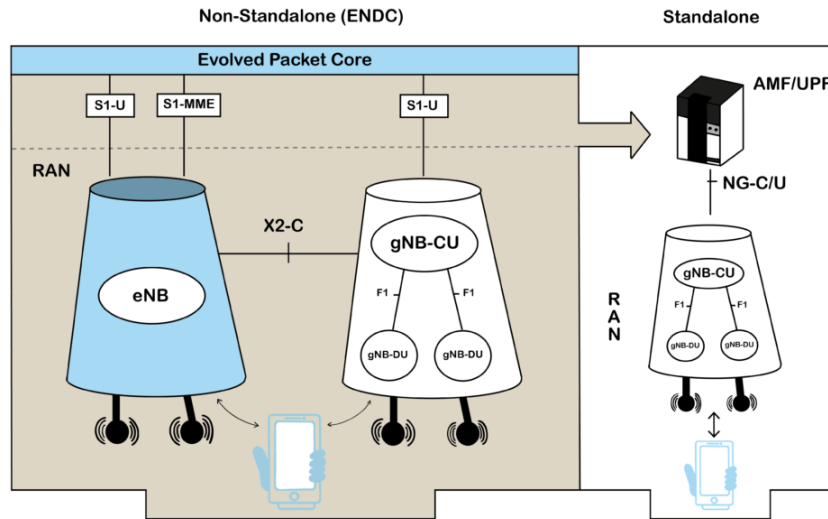 Non-Standalone (ENDC)
Standalone
Evolved Packet Core
S1-U
S1-MME
S1-U
AMF/UPF
RAN
NG-C/U
X2-C
gNB-CU
eNB
F1
F1
gNB-DU
gNB-DU
gNB-CU
R
A
N
F1
F1
gNB-DU
gNB-DU